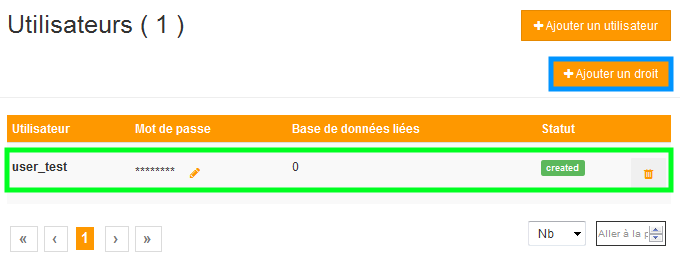 Utilisateurs ( 1 )
Ajouter un utilisateur
Ajouter un droit
Utilisateur Mot de passe Base de données liées Statut
user_test ******** 0 created
« ‹ 1 › » Nb Aller à la p